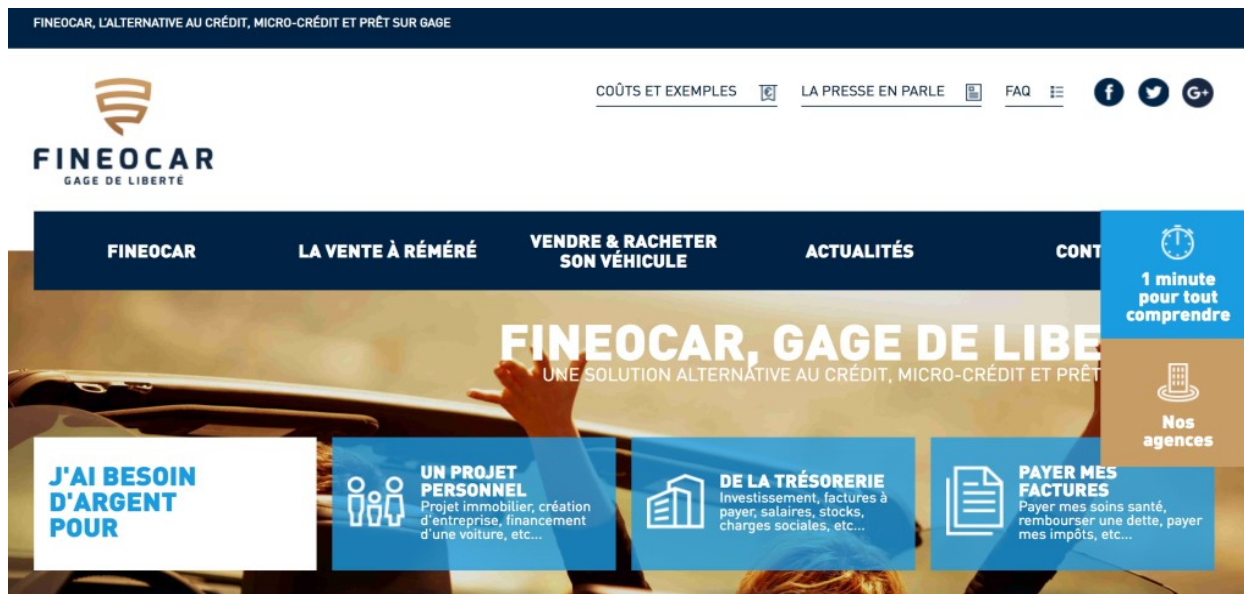 FINEOCAR, L'ALTERNATIVE AU CRÉDIT, MICRO-CRÉDIT ET PRÊT SUR GAGE
COÛTS ET EXEMPLES
LA PRESSE EN PARLE
FAQ
f
G+
FINEOCAR
GAGE DE LIBERTÉ
FINEOCAR
LA VENTE À RÉMÉRÉ
VENDRE & RACHETER
SON VÉHICULE
ACTUALITÉS
CONT
1 minute
pour tout
comprendre
FINEOCAR, GAGE DE LIBE
UNE SOLUTION ALTERNATIVE AU CRÉDIT, MICRO-CRÉDIT ET PRÊT
Nos
agences
J'AI BESOIN
D'ARGENT
POUR
UN PROJET
PERSONNEL
Projet immobilier, création
d'entreprise, financement
d'une voiture, etc...
DE LA TRÉSORERIE
Investissement, factures à
payer, salaires, stocks,
charges sociales, etc...
PAYER MES
FACTURES
Payer mes soins santé,
rembourser une dette, payer
mes impôts, etc...